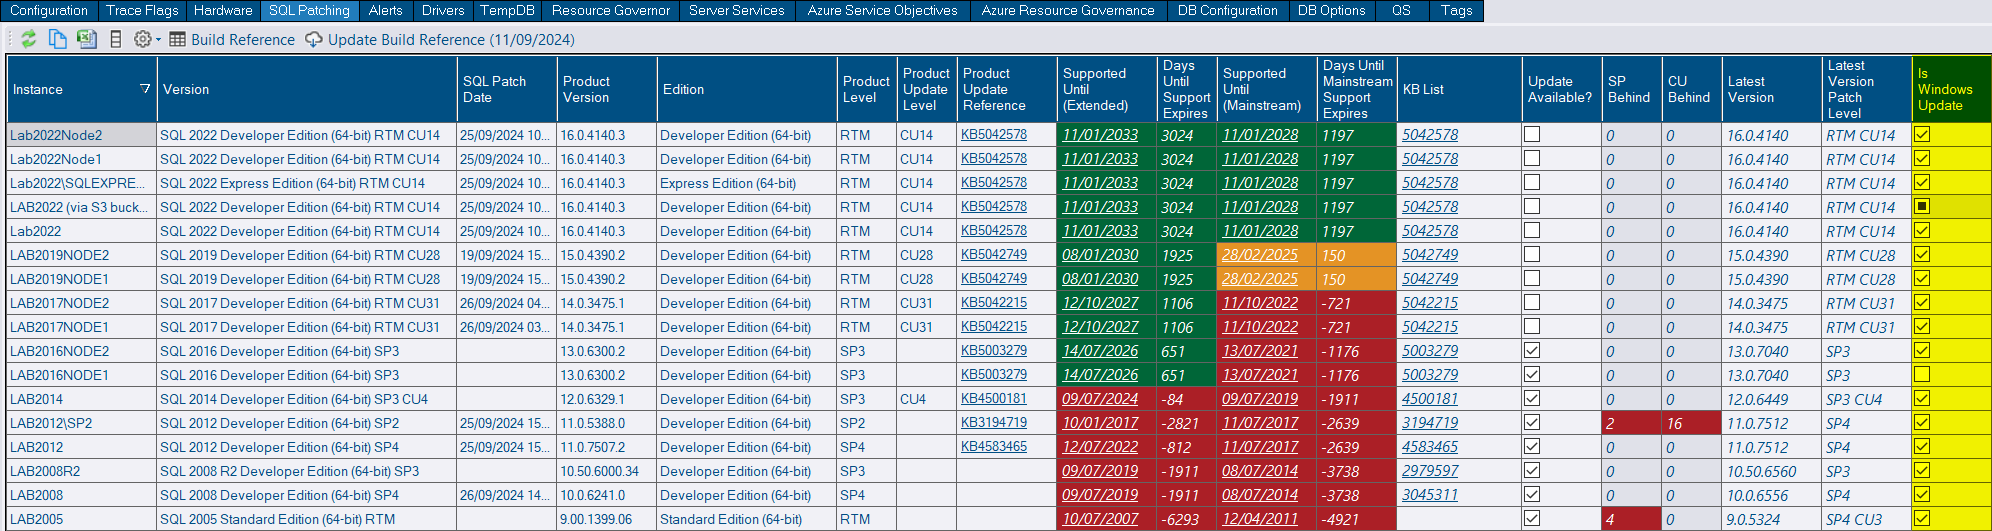 Configuration Trace Flags Hardware SQL Patching Alerts Drivers TempDB Resource Governor Server Services Azure Service Objectives Azure Resource Governance DB Configuration DB Options QS Tags
Build Reference Update Build Reference (11/09/2024)
Instance Version SQL Patch Date Product Version Edition Product Level Product Update Level Product Update Reference Supported Until (Extended) Days Until Support Expires Supported Until (Mainstream) Days Until Mainstream Support Expires KB List Update Available? SP Behind CU Behind Latest Version Latest Version Patch Level Is Windows Update
Lab2022Node2 SQL 2022 Developer Edition (64-bit) RTM CU14 25/09/2024 10... 16.0.4140.3 Developer Edition (64-bit) RTM CU14 KB5042578 11/01/2033 3024 11/01/2028 1197 5042578 0 0 16.0.4140 RTM CU14
Lab2022Node1 SQL 2022 Developer Edition (64-bit) RTM CU14 25/09/2024 10... 16.0.4140.3 Developer Edition (64-bit) RTM CU14 KB5042578 11/01/2033 3024 11/01/2028 1197 5042578 0 0 16.0.4140 RTM CU14
Lab2022\SQLEXPRE... SQL 2022 Express Edition (64-bit) RTM CU14 25/09/2024 10... 16.0.4140.3 Express Edition (64-bit) RTM CU14 KB5042578 11/01/2033 3024 11/01/2028 1197 5042578 0 0 16.0.4140 RTM CU14
LAB2022 (via S3 buck... SQL 2022 Developer Edition (64-bit) RTM CU14 25/09/2024 10... 16.0.4140.3 Developer Edition (64-bit) RTM CU14 KB5042578 11/01/2033 3024 11/01/2028 1197 5042578 0 0 16.0.4140 RTM CU14
Lab2022 SQL 2022 Developer Edition (64-bit) RTM CU14 25/09/2024 10... 16.0.4140.3 Developer Edition (64-bit) RTM CU14 KB5042578 11/01/2033 3024 11/01/2028 1197 5042578 0 0 16.0.4140 RTM CU14
LAB2019NODE2 SQL 2019 Developer Edition (64-bit) RTM CU28 19/09/2024 15... 15.0.4390.2 Developer Edition (64-bit) RTM CU28 KB5042749 08/01/2030 1925 28/02/2025 150 5042749 0 0 15.0.4390 RTM CU28
LAB2019NODE1 SQL 2019 Developer Edition (64-bit) RTM CU28 19/09/2024 15... 15.0.4390.2 Developer Edition (64-bit) RTM CU28 KB5042749 08/01/2030 1925 28/02/2025 150 5042749 0 0 15.0.4390 RTM CU28
LAB2017NODE2 SQL 2017 Developer Edition (64-bit) RTM CU31 26/09/2024 04... 14.0.3475.1 Developer Edition (64-bit) RTM CU31 KB5042215 12/10/2027 1106 11/10/2022 -721 5042215 0 0 14.0.3475 RTM CU31
LAB2017NODE1 SQL 2017 Developer Edition (64-bit) RTM CU31 26/09/2024 03... 14.0.3475.1 Developer Edition (64-bit) RTM CU31 KB5042215 12/10/2027 1106 11/10/2022 -721 5042215 0 0 14.0.3475 RTM CU31
LAB2016NODE2 SQL 2016 Developer Edition (64-bit) SP3 13.0.6300.2 Developer Edition (64-bit) SP3 KB5003279 14/07/2026 651 13/07/2021 -1176 5003279 0 0 13.0.7040 SP3
LAB2016NODE1 SQL 2016 Developer Edition (64-bit) SP3 13.0.6300.2 Developer Edition (64-bit) SP3 KB5003279 14/07/2026 651 13/07/2021 -1176 5003279 0 0 13.0.7040 SP3
LAB2014 SQL 2014 Developer Edition (64-bit) SP3 CU4 12.0.6329.1 Developer Edition (64-bit) SP3 CU4 KB4500181 09/07/2024 -84 09/07/2019 -1911 4500181 0 0 12.0.6449 SP3 CU4
LAB2012\SP2 SQL 2012 Developer Edition (64-bit) SP2 25/09/2024 15... 11.0.5388.0 Developer Edition (64-bit) SP2 KB3194719 10/01/2017 -2821 11/07/2017 -2639 3194719 2 16 11.0.7512 SP4
LAB2012 SQL 2012 Developer Edition (64-bit) SP4 25/09/2024 15... 11.0.7507.2 Developer Edition (64-bit) SP4 KB4583465 12/07/2022 -812 11/07/2017 -2639 4583465 0 0 11.0.7512 SP4
LAB2008R2 SQL 2008 R2 Developer Edition (64-bit) SP3 10.50.6000.34 Developer Edition (64-bit) SP3 09/07/2019 -1911 08/07/2014 -3738 2979597 0 0 10.50.6560 SP3
LAB2008 SQL 2008 Developer Edition (64-bit) SP4 26/09/2024 14... 10.0.6241.0 Developer Edition (64-bit) SP4 09/07/2019 -1911 08/07/2014 -3738 3045311 0 0 10.0.6556 SP4
LAB2005 SQL 2005 Standard Edition (64-bit) RTM 9.00.1399.06 Standard Edition (64-bit) RTM 10/07/2007 -6293 12/04/2011 -4921 4 0 9.0.5324 SP4 CU3